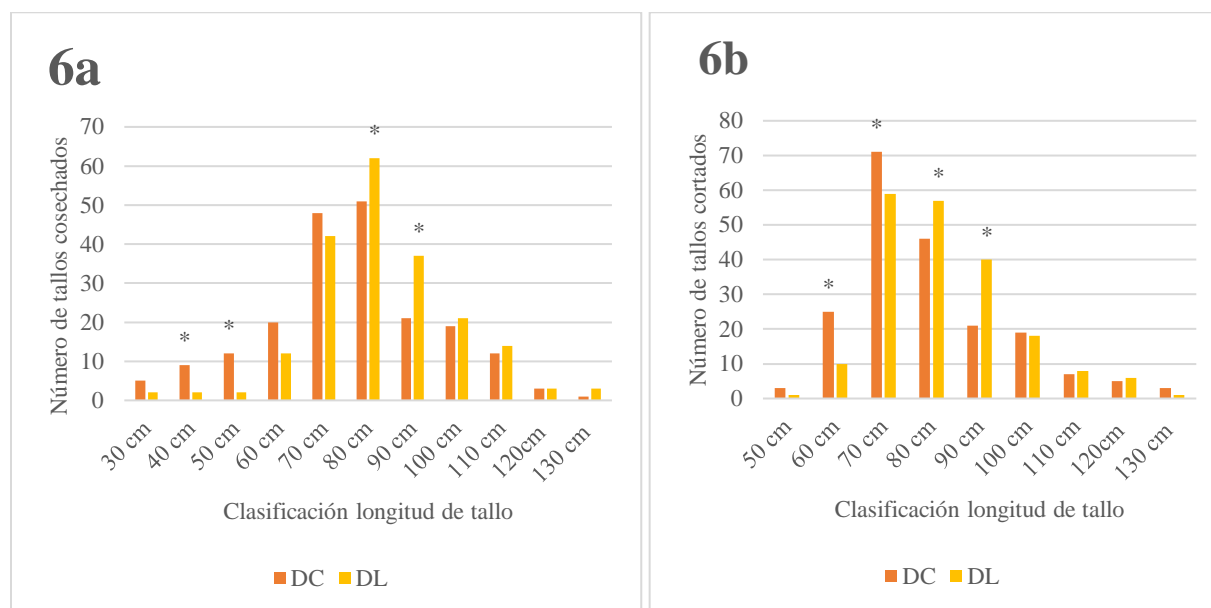 6a
Número de tallos cosechados
70
60
50
40
30
20
10
0
* * * *
30 cm 40 cm 50 cm 60 cm 70 cm 80 cm 90 cm 100 cm 110 cm 120cm 130 cm
Clasificación longitud de tallo
DC DL
6b
Número de tallos cortados
80
70
60
50
40
30
20
10
0
* * * *
50 cm 60 cm 70 cm 80 cm 90 cm 100 cm 110 cm 120 cm 130 cm
Clasificación longitud de tallo
DC DL